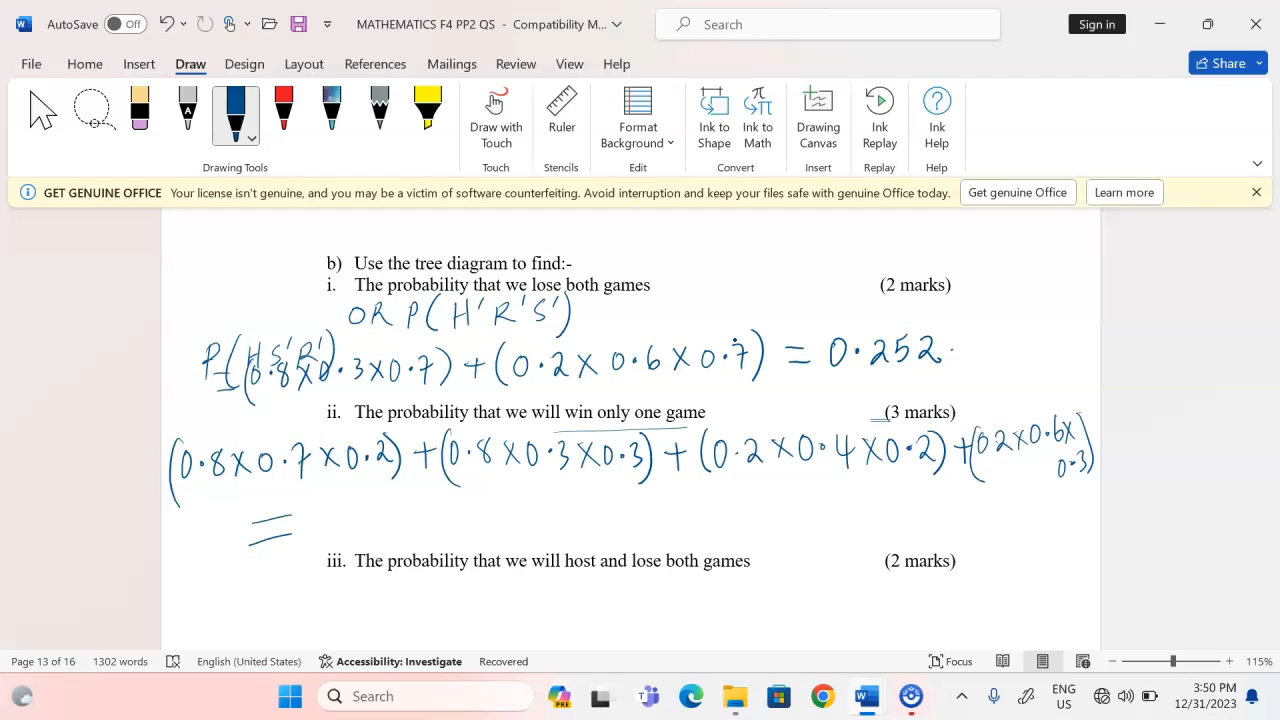 AutoSave Off MATHEMATICS F4 PP2 QS - Compatibility M... Search Sign in
File Home Insert Draw Design Layout References Mailings Review View Help Share
Draw with Touch Ruler Format Background Ink to Shape Ink to Math Drawing Canvas Ink Replay Ink Help
Drawing Tools Touch Stencils Edit Convert Insert Replay Help
GET GENUINE OFFICE Your license isn't genuine, and you may be a victim of software counterfeiting. Avoid interruption and keep your files safe with genuine Office today. Get genuine Office Learn more
b) Use the tree diagram to find:-
i. The probability that we lose both games (2 marks)
OR P(H'R'S')
P(HS'R')
(0.8×0.3×0.7)+(0.2×0.6×0.7) = 0.252
ii. The probability that we will win only one game (3 marks)
(0.8×0.7×0.2)+(0.8×0.3×0.3)+(0.2×0.4×0.2)+(0.2×0.6×0.3)
=
iii. The probability that we will host and lose both games (2 marks)
Page 13 of 16 1302 words English (United States) Accessibility: Investigate Recovered Focus 115%
Search PRE ENG US 3:50 PM 12/31/2023